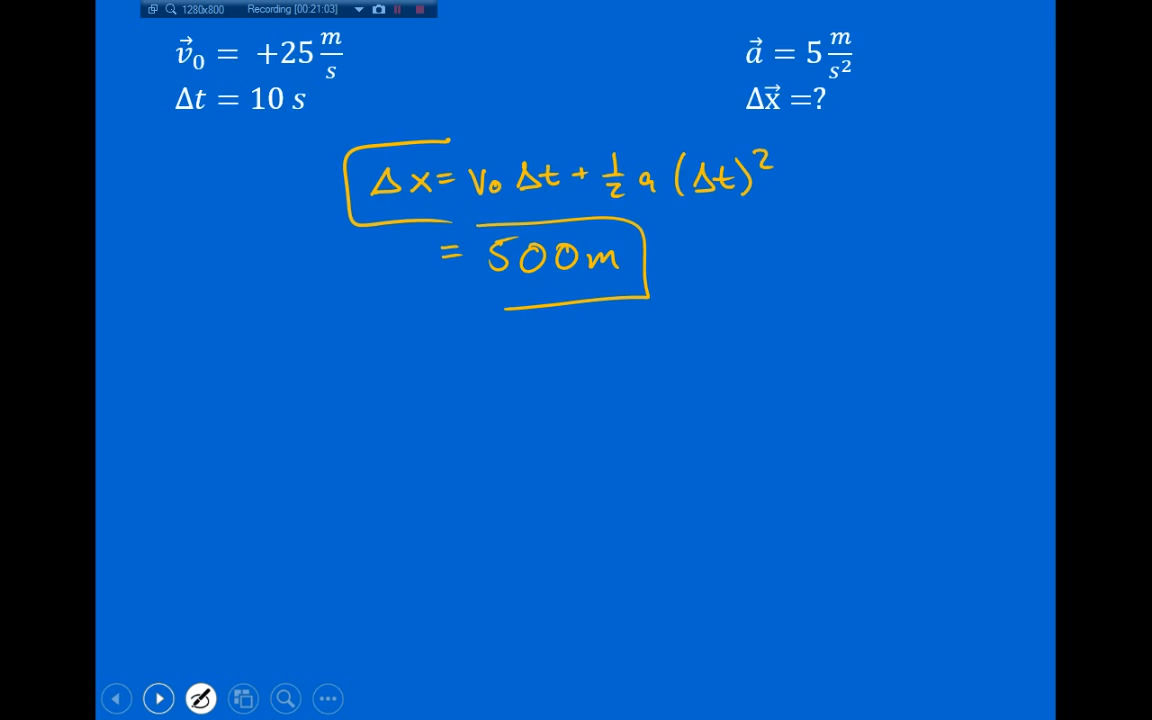 1280x800 Recording [00:21:03]
v⃗₀ = +25 m/s
a⃗ = 5 m/s²
Δt = 10 s
Δx⃗ =?
Δx = v₀ Δt + ½ a (Δt)²
= 500m